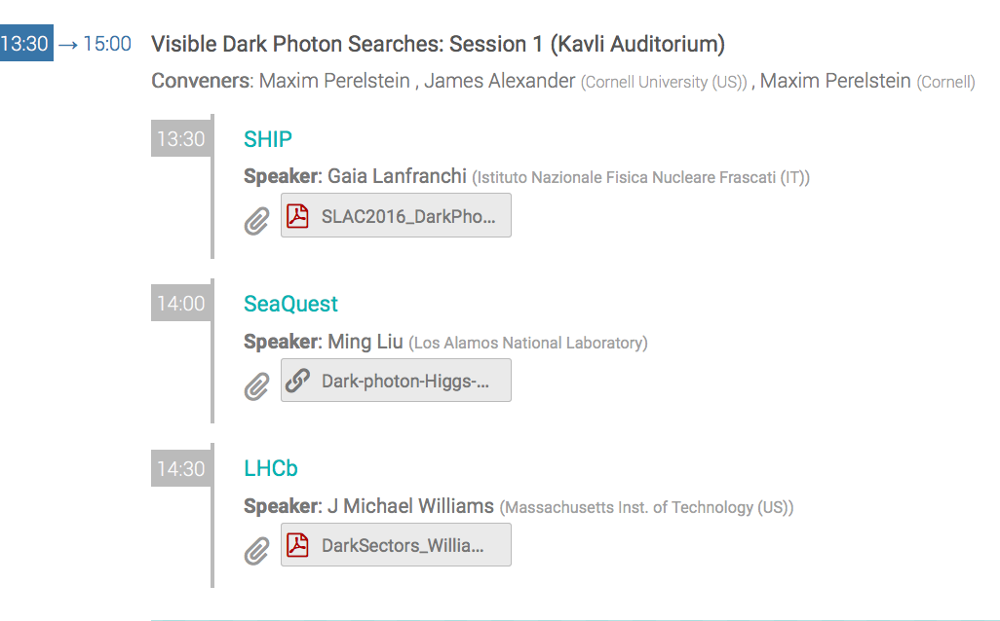 13:30 → 15:00 Visible Dark Photon Searches: Session 1 (Kavli Auditorium)
Conveners: Maxim Perelstein , James Alexander (Cornell University (US)) , Maxim Perelstein (Cornell)
13:30 SHIP
Speaker: Gaia Lanfranchi (Istituto Nazionale Fisica Nucleare Frascati (IT))
SLAC2016_DarkPho...
14:00 SeaQuest
Speaker: Ming Liu (Los Alamos National Laboratory)
Dark-photon-Higgs-...
14:30 LHCb
Speaker: J Michael Williams (Massachusetts Inst. of Technology (US))
DarkSectors_Willia...